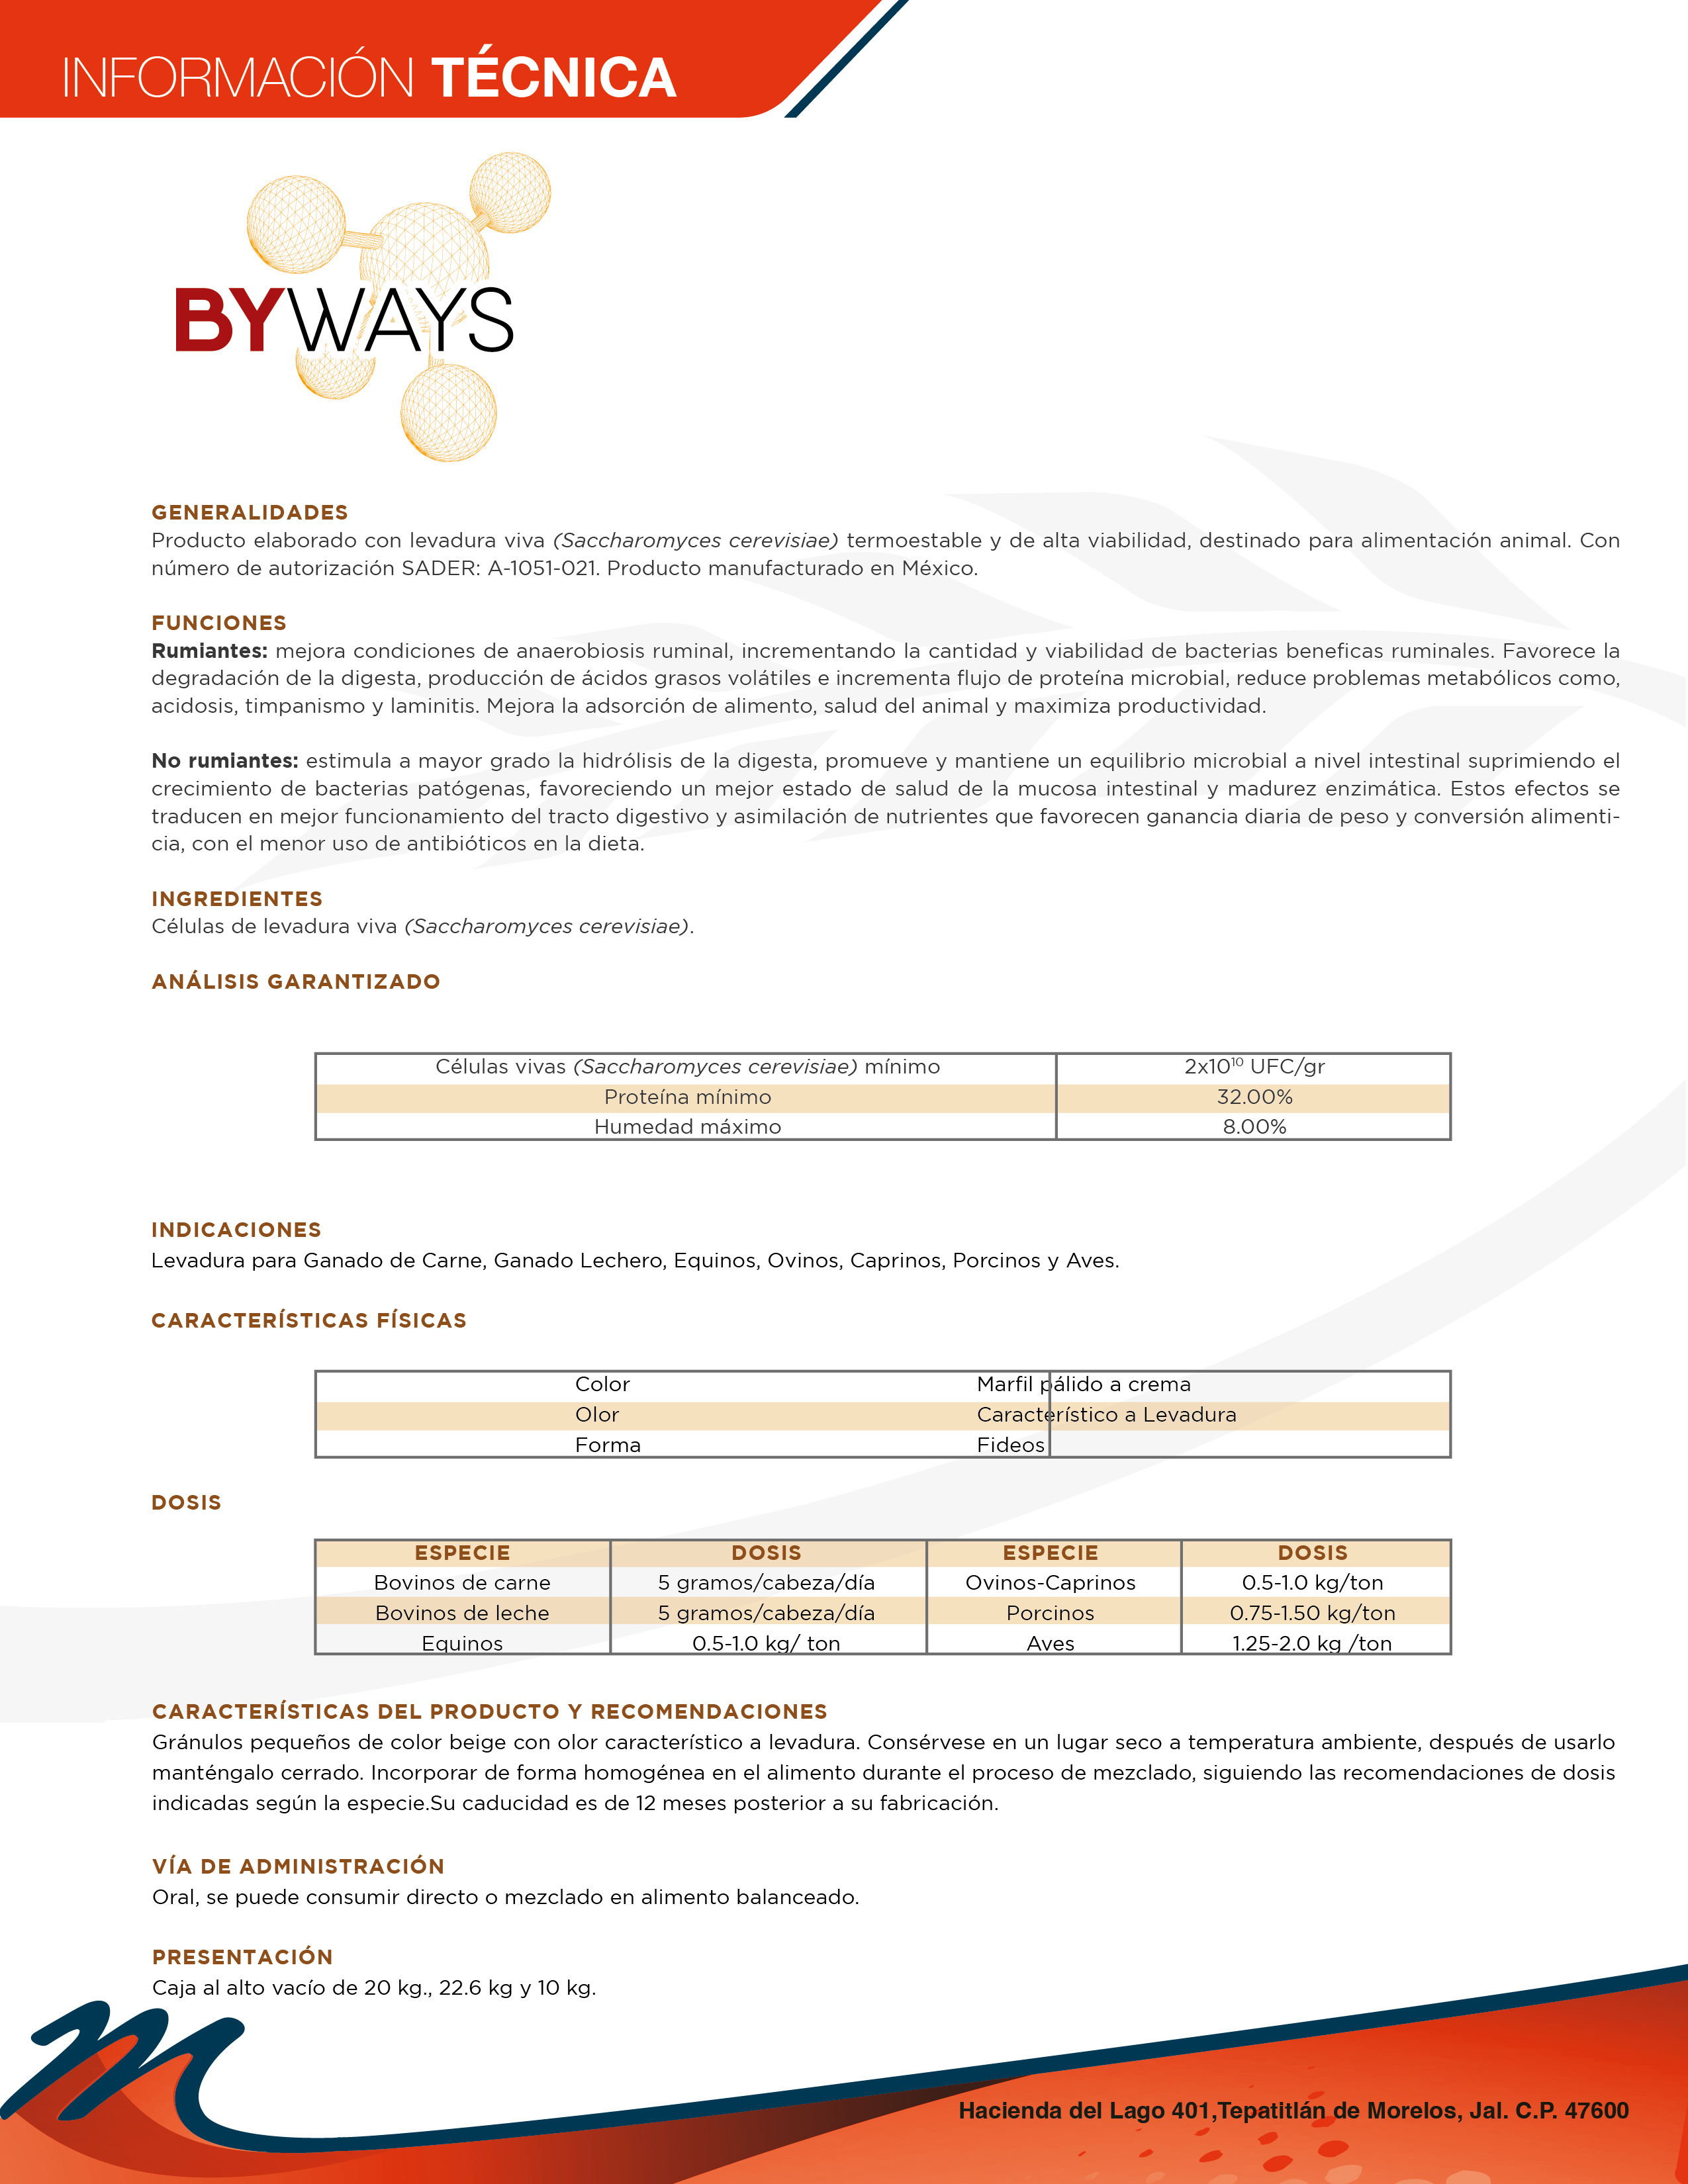 INFORMACIÓN TÉCNICA
BYWAYS
GENERALIDADES
Producto elaborado con levadura viva (Saccharomyces cerevisiae) termoestable y de alta viabilidad, destinado para alimentación animal. Con
número de autorización SADER: A-1051-021. Producto manufacturado en México.
FUNCIONES
Rumiantes: mejora condiciones de anaerobiosis ruminal, incrementando la cantidad y viabilidad de bacterias beneficas ruminales. Favorece la
degradación de la digesta, producción de ácidos grasos volátiles e incrementa flujo de proteína microbial, reduce problemas metabólicos como,
acidosis, timpanismo y laminitis. Mejora la adsorción de alimento, salud del animal y maximiza productividad.
No rumiantes: estimula a mayor grado la hidrólisis de la digesta, promueve y mantiene un equilibrio microbial a nivel intestinal suprimiendo el
crecimiento de bacterias patógenas, favoreciendo un mejor estado de salud de la mucosa intestinal y madurez enzimática. Estos efectos se
traducen en mejor funcionamiento del tracto digestivo y asimilación de nutrientes que favorecen ganancia diaria de peso y conversión alimenti-
cia, con el menor uso de antibióticos en la dieta.
INGREDIENTES
Células de levadura viva (Saccharomyces cerevisiae).
ANÁLISIS GARANTIZADO
Células vivas (Saccharomyces cerevisiae) mínimo 2x10¹⁰ UFC/gr
Proteína mínimo 32.00%
Humedad máximo 8.00%
INDICACIONES
Levadura para Ganado de Carne, Ganado Lechero, Equinos, Ovinos, Caprinos, Porcinos y Aves.
CARACTERÍSTICAS FÍSICAS
Color Marfil pálido a crema
Olor Característico a Levadura
Forma Fideos
DOSIS
ESPECIE DOSIS ESPECIE DOSIS
Bovinos de carne 5 gramos/cabeza/día Ovinos-Caprinos 0.5-1.0 kg/ton
Bovinos de leche 5 gramos/cabeza/día Porcinos 0.75-1.50 kg/ton
Equinos 0.5-1.0 kg/ ton Aves 1.25-2.0 kg /ton
CARACTERÍSTICAS DEL PRODUCTO Y RECOMENDACIONES
Gránulos pequeños de color beige con olor característico a levadura. Consérvese en un lugar seco a temperatura ambiente, después de usarlo
manténgalo cerrado. Incorporar de forma homogénea en el alimento durante el proceso de mezclado, siguiendo las recomendaciones de dosis
indicadas según la especie.Su caducidad es de 12 meses posterior a su fabricación.
VÍA DE ADMINISTRACIÓN
Oral, se puede consumir directo o mezclado en alimento balanceado.
PRESENTACIÓN
Caja al alto vacío de 20 kg., 22.6 kg y 10 kg.
m
Hacienda del Lago 401,Tepatitlán de Morelos, Jal. C.P. 47600